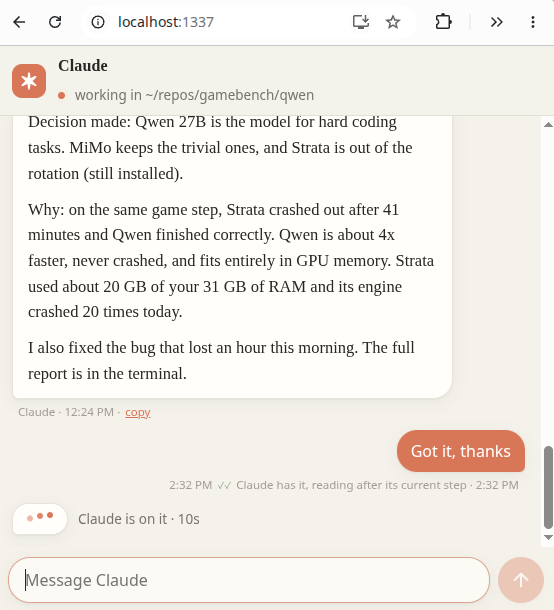 localhost:1337
Claude
working in ~/repos/gamebench/qwen
Decision made: Qwen 27B is the model for hard coding
tasks. MiMo keeps the trivial ones, and Strata is out of the
rotation (still installed).
Why: on the same game step, Strata crashed out after 41
minutes and Qwen finished correctly. Qwen is about 4x
faster, never crashed, and fits entirely in GPU memory. Strata
used about 20 GB of your 31 GB of RAM and its engine
crashed 20 times today.
I also fixed the bug that lost an hour this morning. The full
report is in the terminal.
Claude · 12:24 PM · copy
Got it, thanks
2:32 PM ✓✓ Claude has it, reading after its current step · 2:32 PM
Claude is on it · 10s
Message Claude